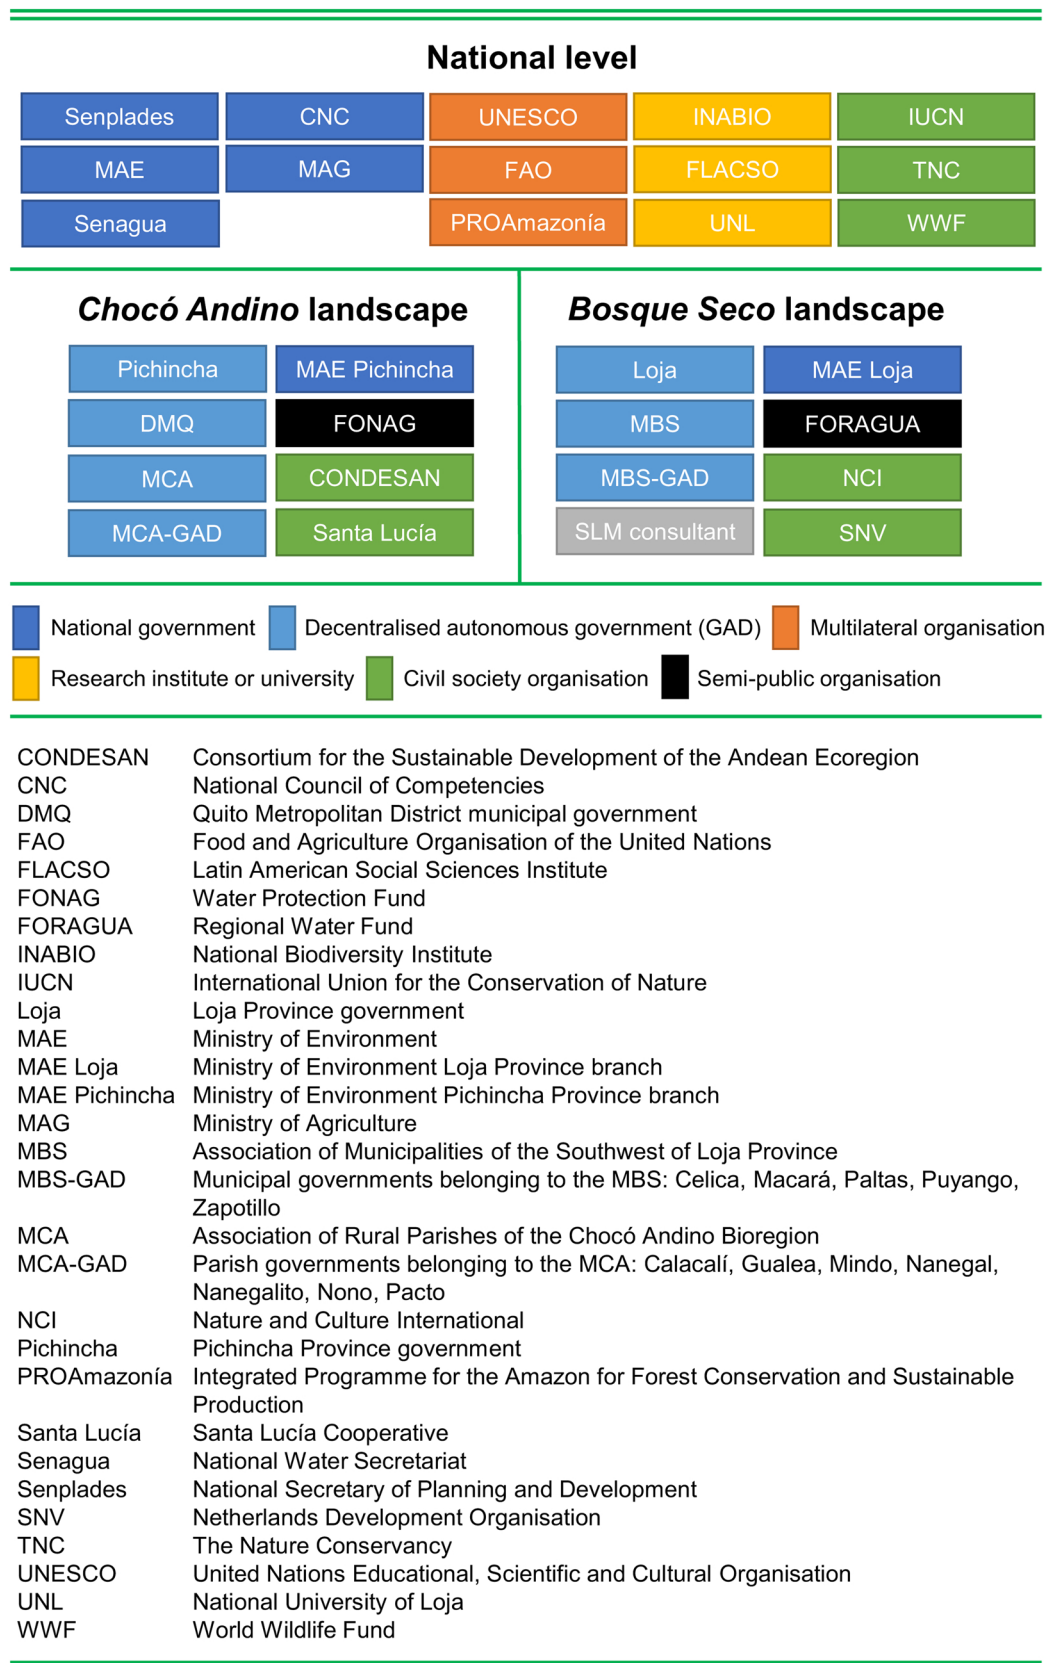 National level
Senplades CNC UNESCO INABIO IUCN
MAE MAG FAO FLACSO TNC
Senagua PROAmazonía UNL WWF
Chocó Andino landscape
Pichincha MAE Pichincha
DMQ FONAG
MCA CONDESAN
MCA-GAD Santa Lucía
Bosque Seco landscape
Loja MAE Loja
MBS FORAGUA
MBS-GAD NCI
SLM consultant SNV
National government Decentralised autonomous government (GAD) Multilateral organisation
Research institute or university Civil society organisation Semi-public organisation
CONDESAN Consortium for the Sustainable Development of the Andean Ecoregion
CNC National Council of Competencies
DMQ Quito Metropolitan District municipal government
FAO Food and Agriculture Organisation of the United Nations
FLACSO Latin American Social Sciences Institute
FONAG Water Protection Fund
FORAGUA Regional Water Fund
INABIO National Biodiversity Institute
IUCN International Union for the Conservation of Nature
Loja Loja Province government
MAE Ministry of Environment
MAE Loja Ministry of Environment Loja Province branch
MAE Pichincha Ministry of Environment Pichincha Province branch
MAG Ministry of Agriculture
MBS Association of Municipalities of the Southwest of Loja Province
MBS-GAD Municipal governments belonging to the MBS: Celica, Macará, Paltas, Puyango,
Zapotillo
MCA Association of Rural Parishes of the Chocó Andino Bioregion
MCA-GAD Parish governments belonging to the MCA: Calacalí, Gualea, Mindo, Nanegal,
Nanegalito, Nono, Pacto
NCI Nature and Culture International
Pichincha Pichincha Province government
PROAmazonía Integrated Programme for the Amazon for Forest Conservation and Sustainable
Production
Santa Lucía Santa Lucía Cooperative
Senagua National Water Secretariat
Senplades National Secretary of Planning and Development
SNV Netherlands Development Organisation
TNC The Nature Conservancy
UNESCO United Nations Educational, Scientific and Cultural Organisation
UNL National University of Loja
WWF World Wildlife Fund